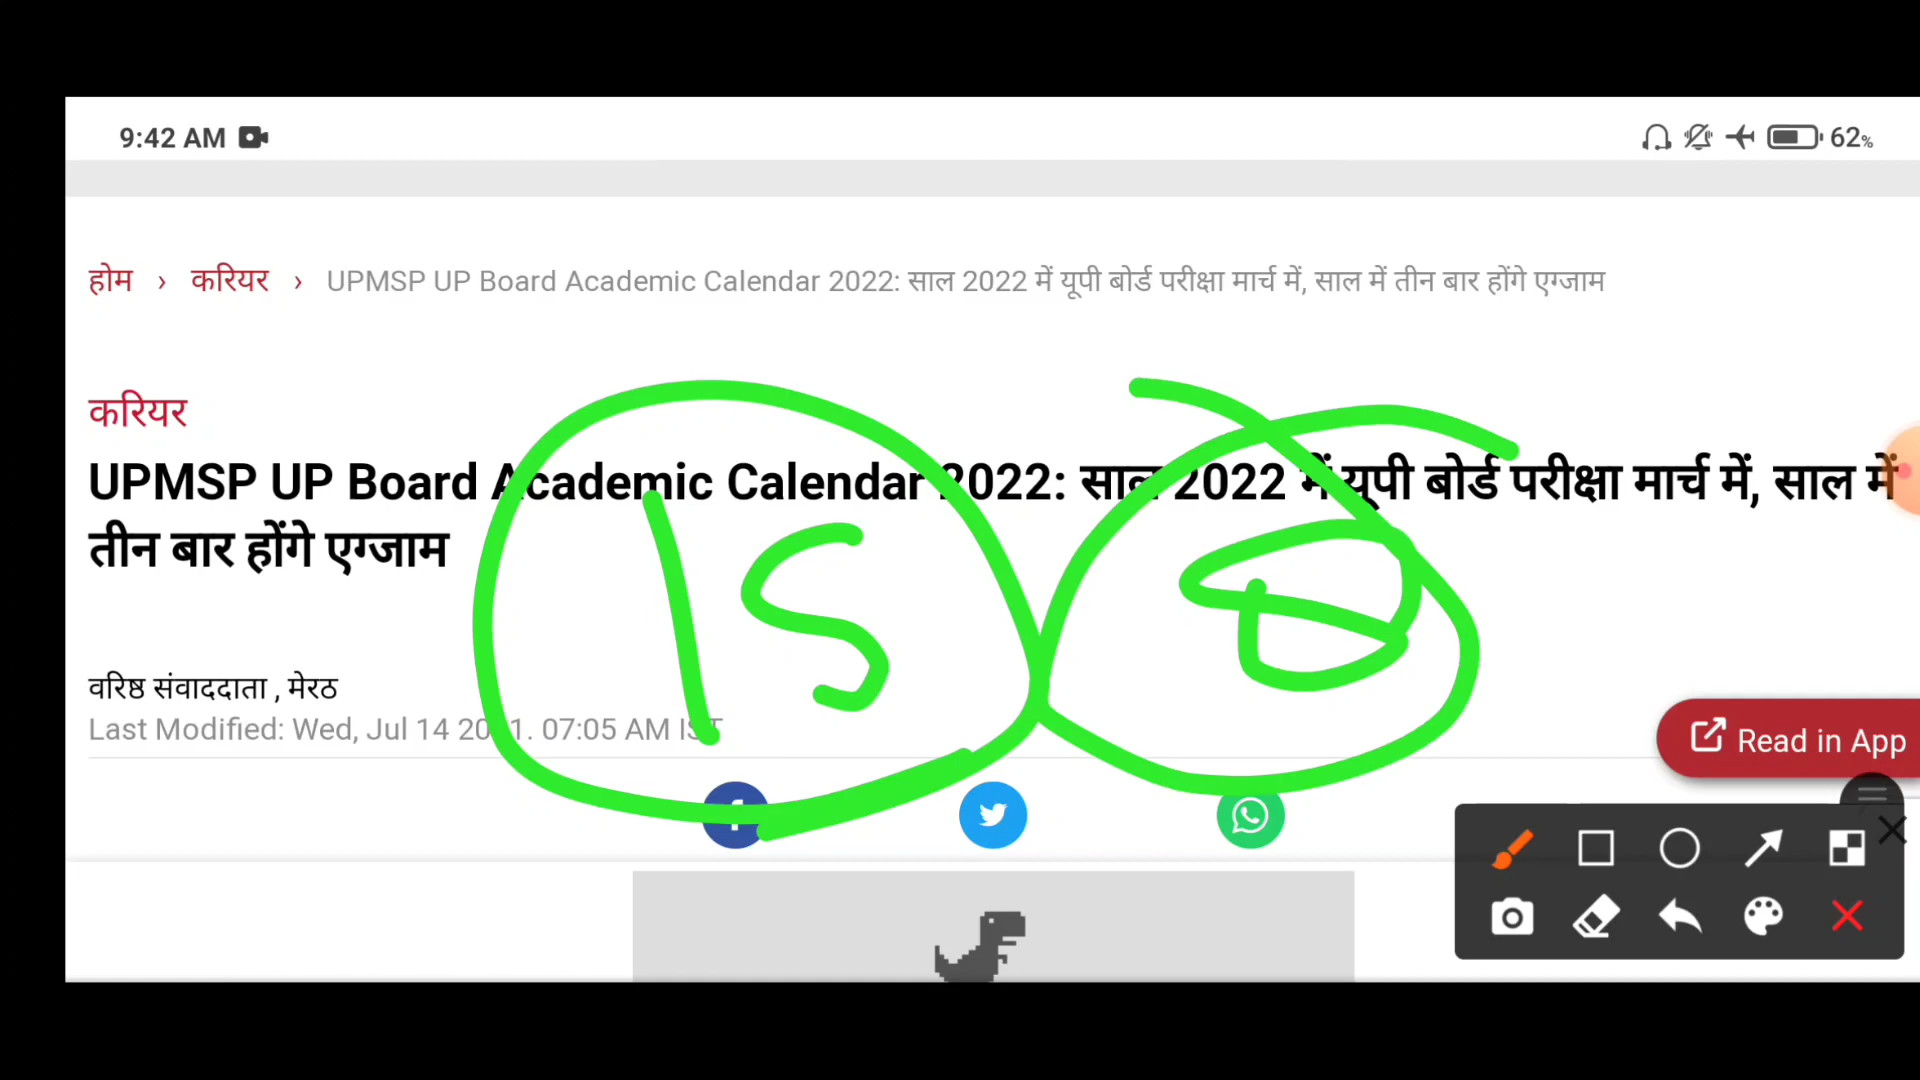 9:42 AM 62%
होम › करियर › UPMSP UP Board Academic Calendar 2022: साल 2022 में यूपी बोर्ड परीक्षा मार्च में, साल में तीन बार होंगे एग्जाम
करियर
UPMSP UP Board Academic Calendar 2022: साल 2022 में यूपी बोर्ड परीक्षा मार्च में, साल में
तीन बार होंगे एग्जाम
15
वरिष्ठ संवाददाता , मेरठ
Last Modified: Wed, Jul 14 2021. 07:05 AM IST
Read in App